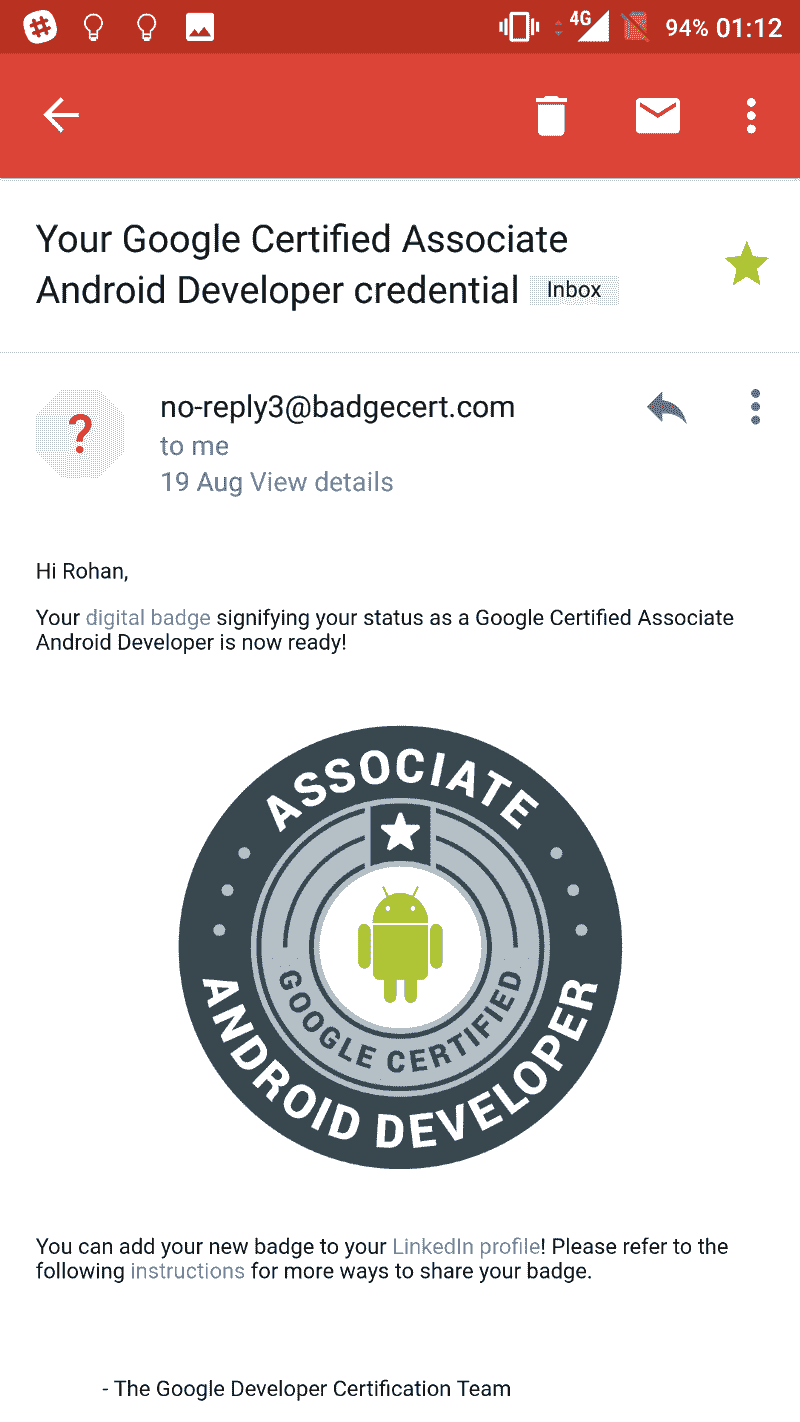 4G 94% 01:12
Your Google Certified Associate
Android Developer credential Inbox
?
no-reply3@badgecert.com
to me
19 Aug View details
Hi Rohan,
Your digital badge signifying your status as a Google Certified Associate
Android Developer is now ready!
ASSOCIATE
GOOGLE CERTIFIED
ANDROID DEVELOPER
You can add your new badge to your LinkedIn profile! Please refer to the
following instructions for more ways to share your badge.
- The Google Developer Certification Team